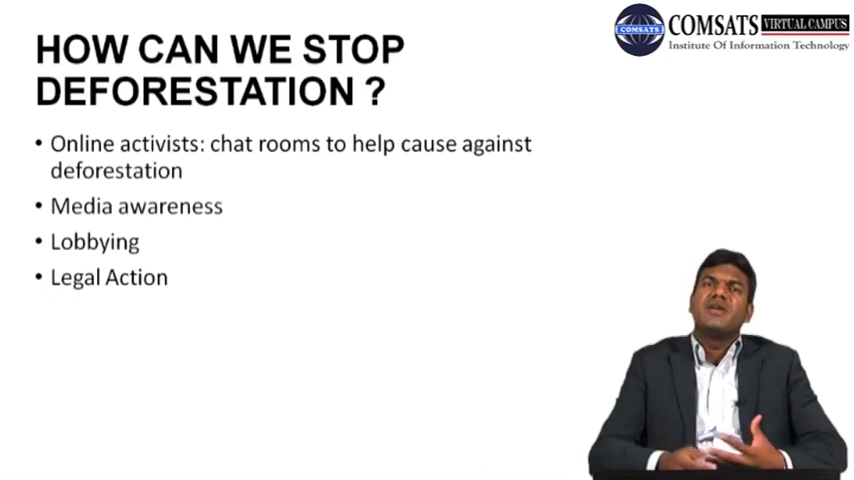 HOW CAN WE STOP
DEFORESTATION ?
• Online activists: chat rooms to help cause against
deforestation
• Media awareness
• Lobbying
• Legal Action
COMSATS
COMSATS VIRTUAL CAMPUS
Institute Of Information Technology